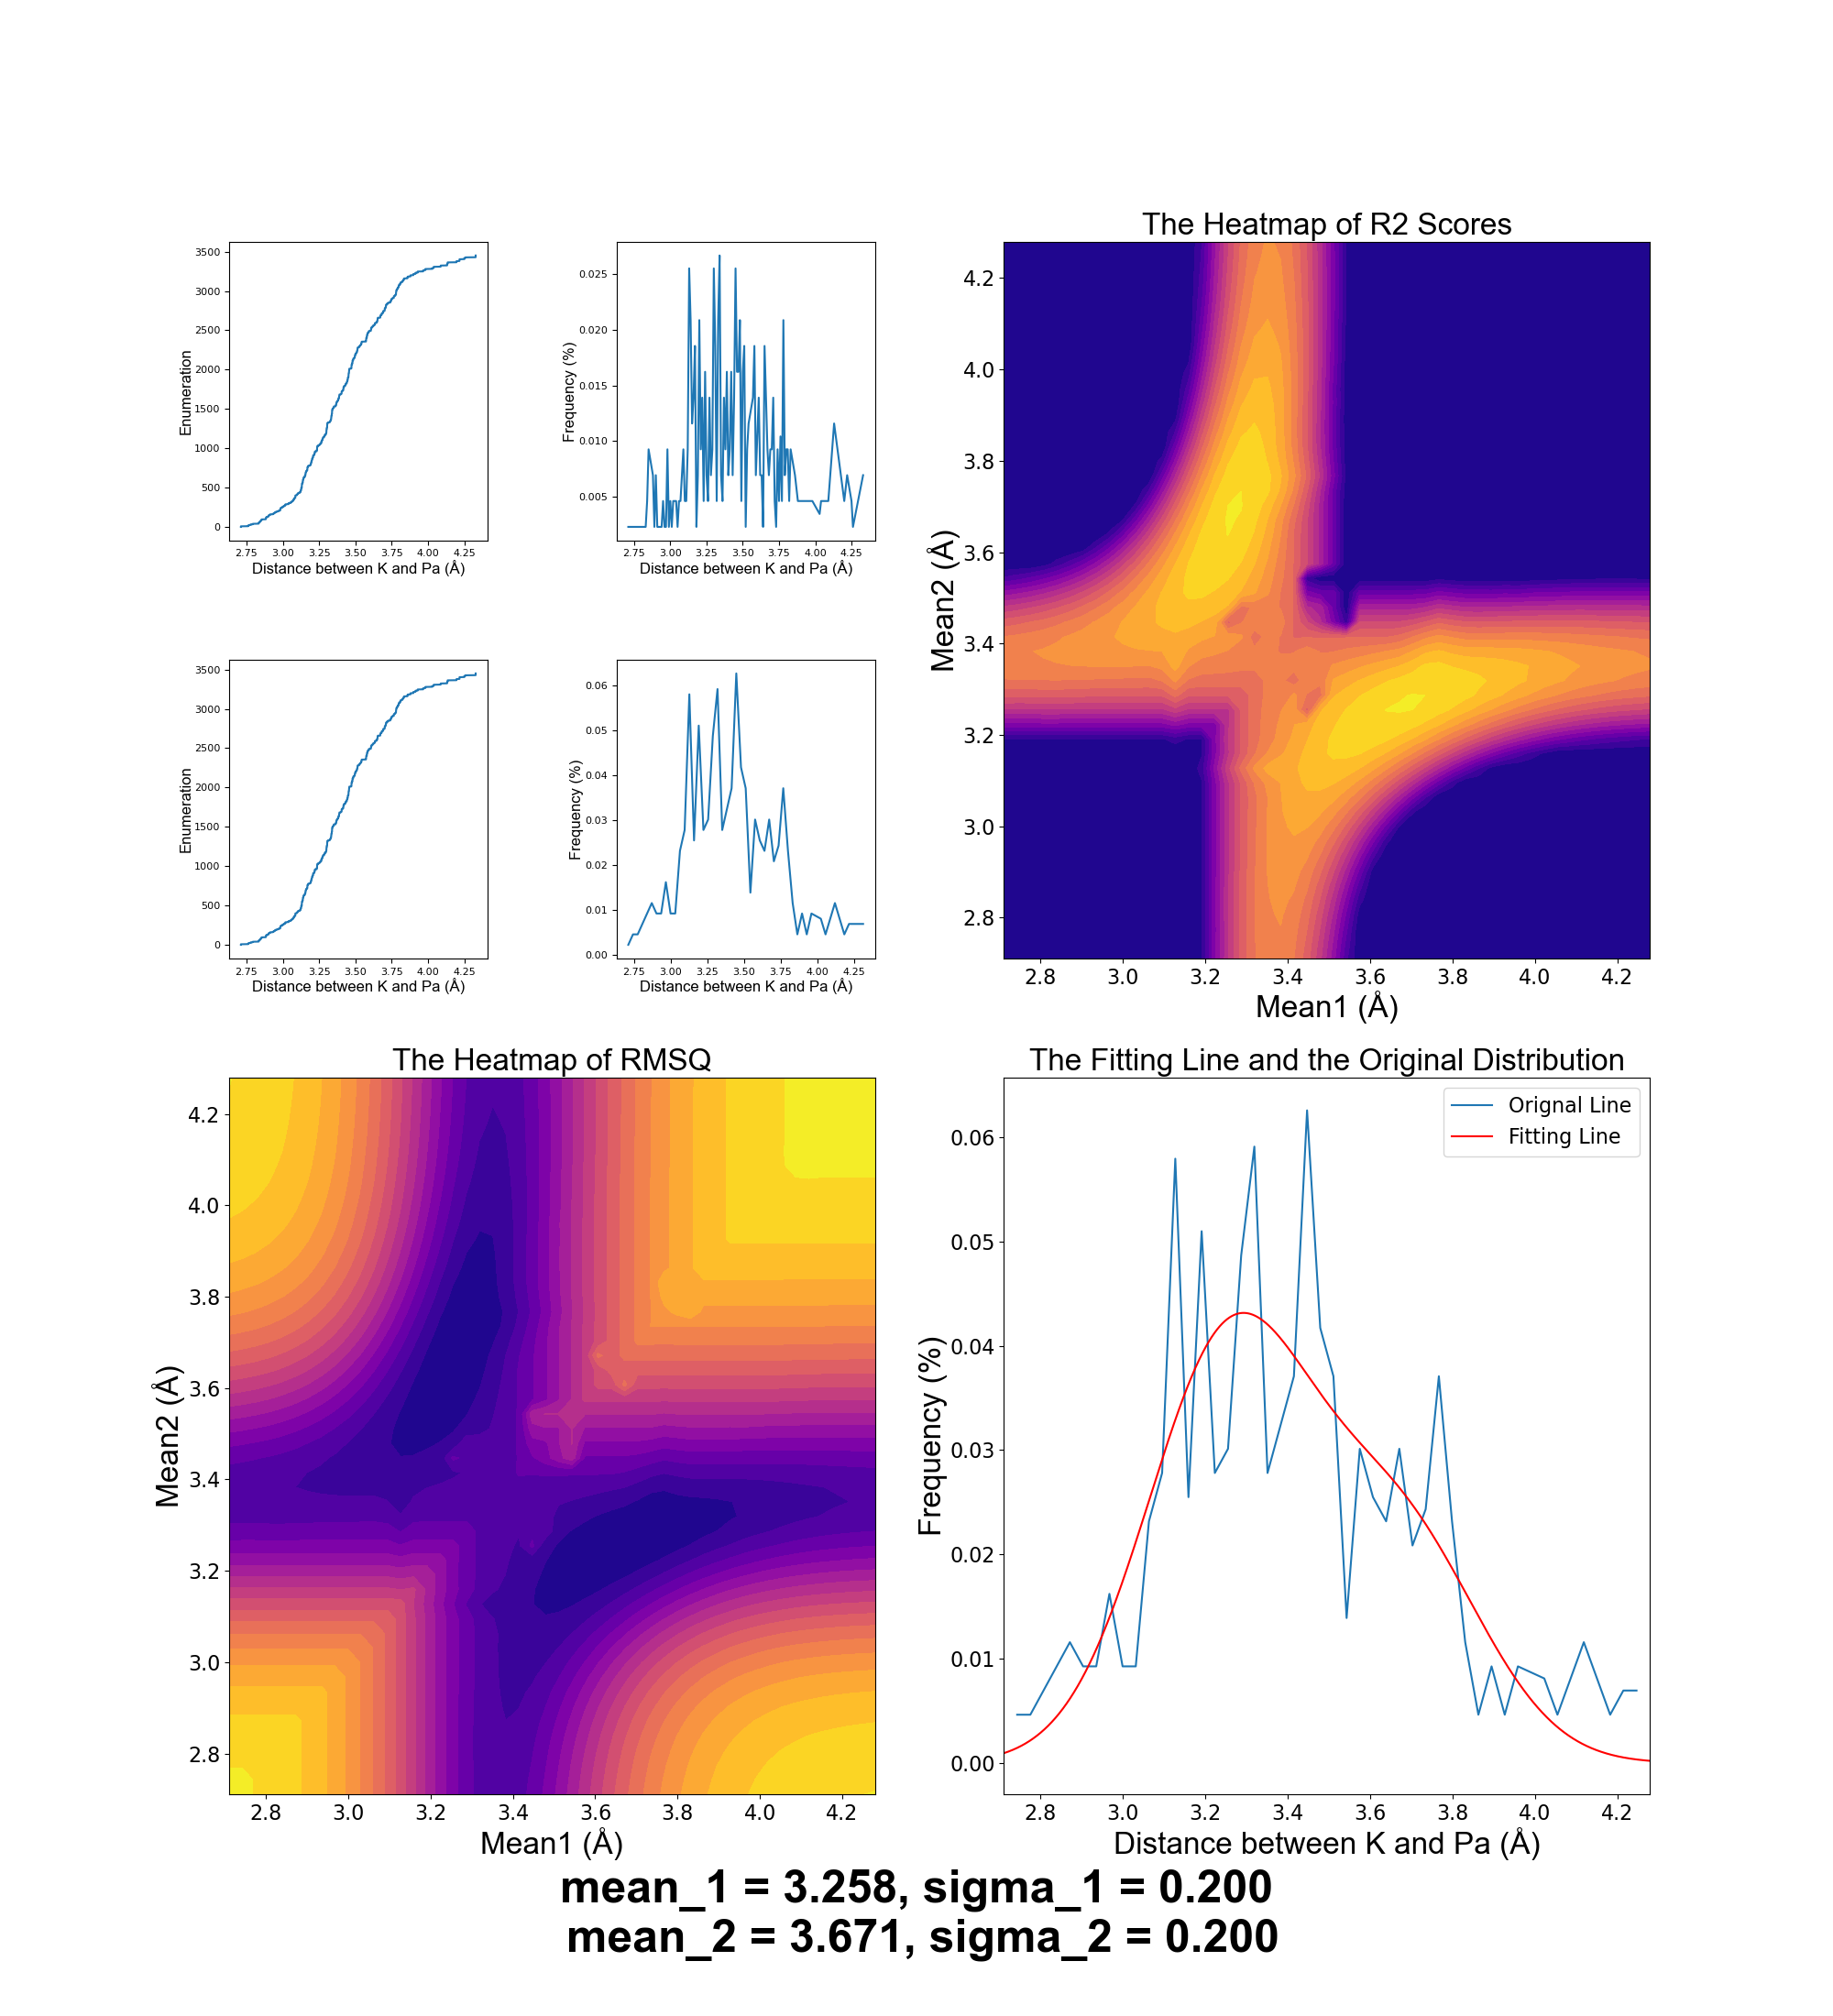 3500
3000
2500
2000
1500
1000
500
0
Enumeration
2.75 3.00 3.25 3.50 3.75 4.00 4.25
Distance between K and Pa (Å)
0.025
0.020
0.015
0.010
0.005
Frequency (%)
2.75 3.00 3.25 3.50 3.75 4.00 4.25
Distance between K and Pa (Å)
The Heatmap of R2 Scores
4.2
4.0
3.8
3.6
3.4
3.2
3.0
2.8
Mean2 (Å)
2.8 3.0 3.2 3.4 3.6 3.8 4.0 4.2
Mean1 (Å)
3500
3000
2500
2000
1500
1000
500
0
Enumeration
2.75 3.00 3.25 3.50 3.75 4.00 4.25
Distance between K and Pa (Å)
0.06
0.05
0.04
0.03
0.02
0.01
0.00
Frequency (%)
2.75 3.00 3.25 3.50 3.75 4.00 4.25
Distance between K and Pa (Å)
The Heatmap of RMSQ
4.2
4.0
3.8
3.6
3.4
3.2
3.0
2.8
Mean2 (Å)
2.8 3.0 3.2 3.4 3.6 3.8 4.0 4.2
Mean1 (Å)
The Fitting Line and the Original Distribution
Orignal Line
Fitting Line
0.06
0.05
0.04
0.03
0.02
0.01
0.00
Frequency (%)
2.8 3.0 3.2 3.4 3.6 3.8 4.0 4.2
Distance between K and Pa (Å)
mean_1 = 3.258, sigma_1 = 0.200
mean_2 = 3.671, sigma_2 = 0.200